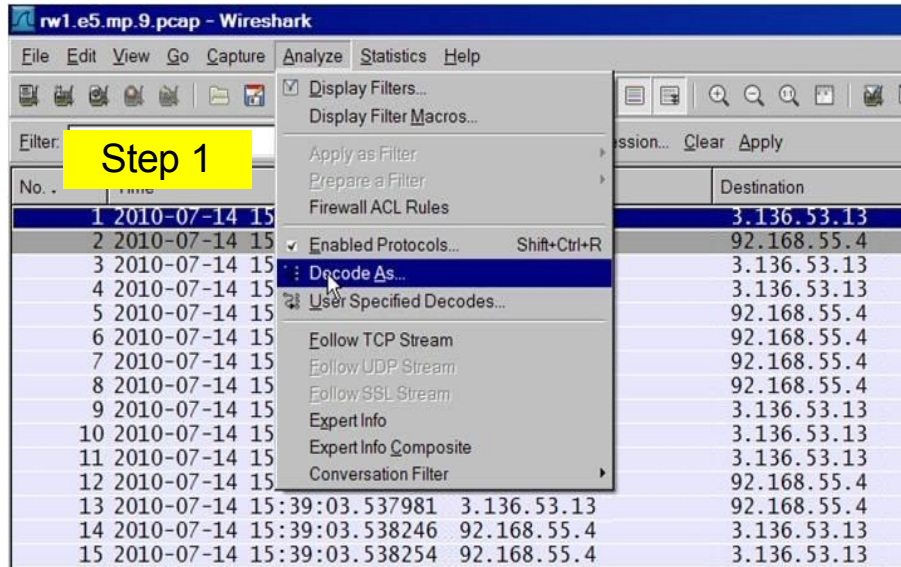 rw1.e5.mp.9.pcap - Wireshark
File Edit View Go Capture Analyze Statistics Help
Display Filters...
Display Filter Macros...
Filter: ession... Clear Apply
Step 1
Apply as Filter
Prepare a Filter
No. . Destination
Firewall ACL Rules
1 2010-07-14 15 3.136.53.13
2 2010-07-14 15 92.168.55.4
Enabled Protocols... Shift+Ctrl+R
3 2010-07-14 15 3.136.53.13
Decode As...
4 2010-07-14 15 3.136.53.13
User Specified Decodes...
5 2010-07-14 15 92.168.55.4
6 2010-07-14 15 92.168.55.4
Follow TCP Stream
7 2010-07-14 15 92.168.55.4
Follow UDP Stream
8 2010-07-14 15 92.168.55.4
Follow SSL Stream
9 2010-07-14 15 3.136.53.13
Expert Info
10 2010-07-14 15 3.136.53.13
Expert Info Composite
11 2010-07-14 15 3.136.53.13
Conversation Filter
12 2010-07-14 15 92.168.55.4
13 2010-07-14 15:39:03.537981 3.136.53.13 92.168.55.4
14 2010-07-14 15:39:03.538246 92.168.55.4 3.136.53.13
15 2010-07-14 15:39:03.538254 92.168.55.4 3.136.53.13